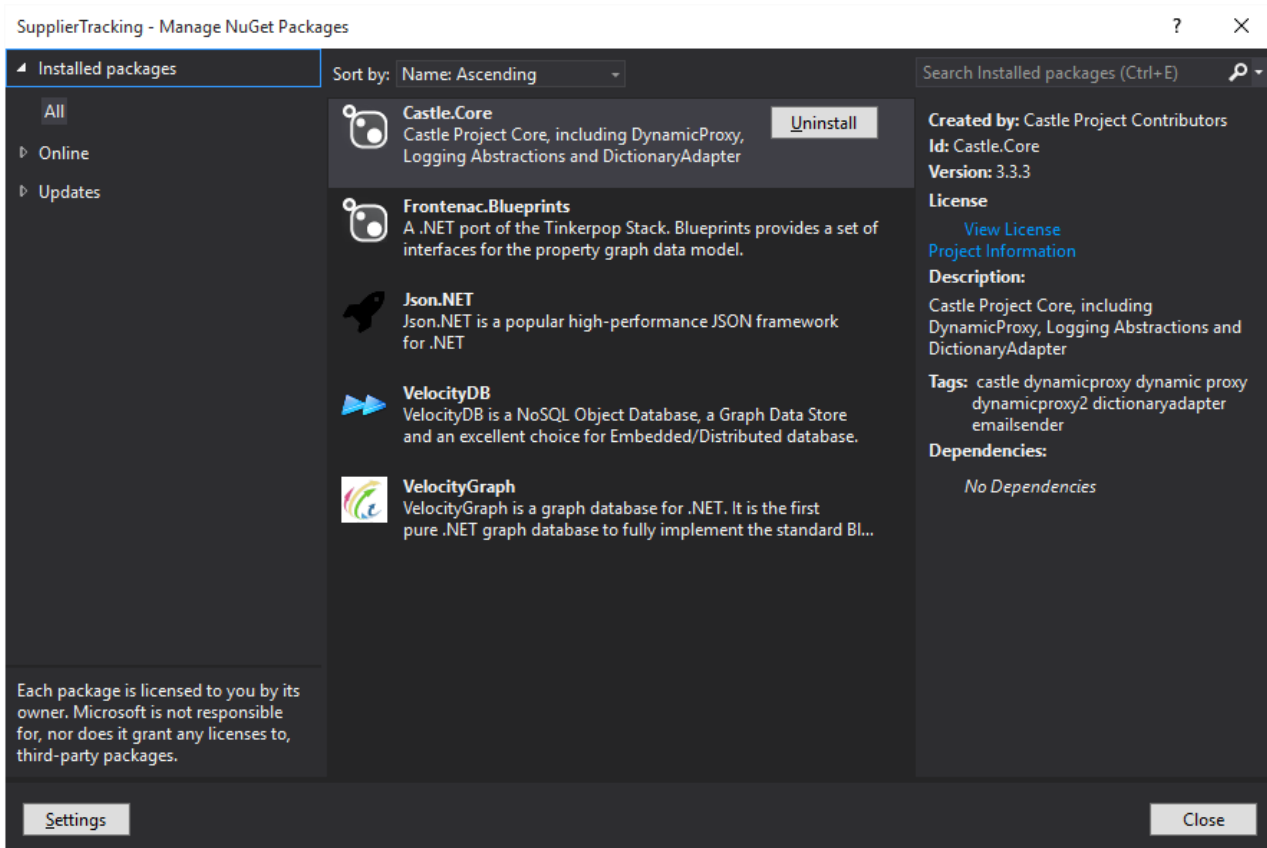 SupplierTracking - Manage NuGet Packages
?
Installed packages
All
Online
Updates
Each package is licensed to you by its
owner. Microsoft is not responsible
for, nor does it grant any licenses to,
third-party packages.
Sort by: Name: Ascending
Castle.Core
Castle Project Core, including DynamicProxy,
Logging Abstractions and DictionaryAdapter
Uninstall
Frontenac.Blueprints
A .NET port of the Tinkerpop Stack. Blueprints provides a set of
interfaces for the property graph data model.
Json.NET
Json.NET is a popular high-performance JSON framework
for .NET
VelocityDB
VelocityDB is a NoSQL Object Database, a Graph Data Store
and an excellent choice for Embedded/Distributed database.
VelocityGraph
VelocityGraph is a graph database for .NET. It is the first
pure .NET graph database to fully implement the standard Bl...
Search Installed packages (Ctrl+E)
Created by: Castle Project Contributors
Id: Castle.Core
Version: 3.3.3
License
View License
Project Information
Description:
Castle Project Core, including
DynamicProxy, Logging Abstractions and
DictionaryAdapter
Tags: castle dynamicproxy dynamic proxy
dynamicproxy2 dictionaryadapter
emailsender
Dependencies:
No Dependencies
Settings
Close